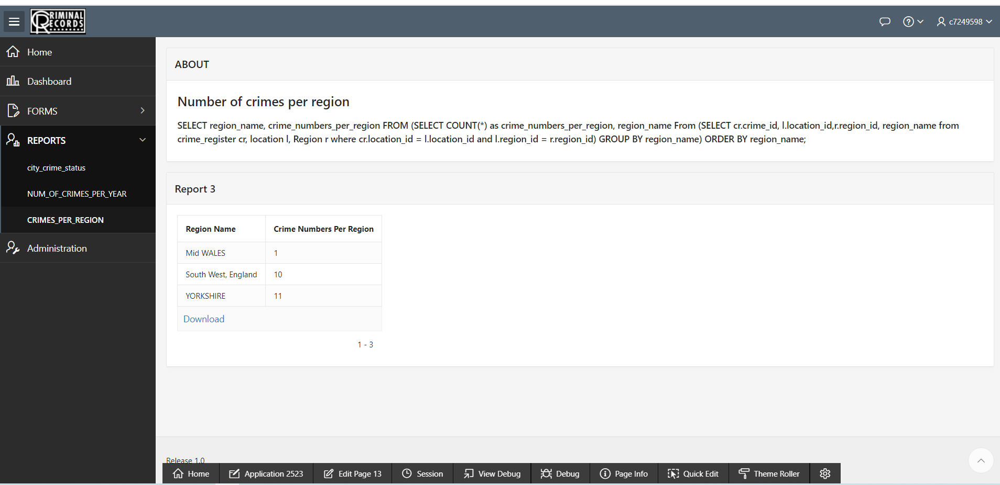 CRIMINAL
RECORDS
c7249598
Home
Dashboard
FORMS
REPORTS
city_crime_status
NUM_OF_CRIMES_PER_YEAR
CRIMES_PER_REGION
Administration
ABOUT
Number of crimes per region
SELECT region_name, crime_numbers_per_region FROM (SELECT COUNT(*) as crime_numbers_per_region, region_name From (SELECT cr.crime_id, l.location_id,r.region_id, region_name from
crime_register cr, location l, Region r where cr.location_id = l.location_id and l.region_id = r.region_id) GROUP BY region_name) ORDER BY region_name;
Report 3
Region Name Crime Numbers Per Region
Mid WALES 1
South West, England 10
YORKSHIRE 11
Download
1 - 3
Release 1.0
Home Application 2523 Edit Page 13 Session View Debug Debug Page Info Quick Edit Theme Roller